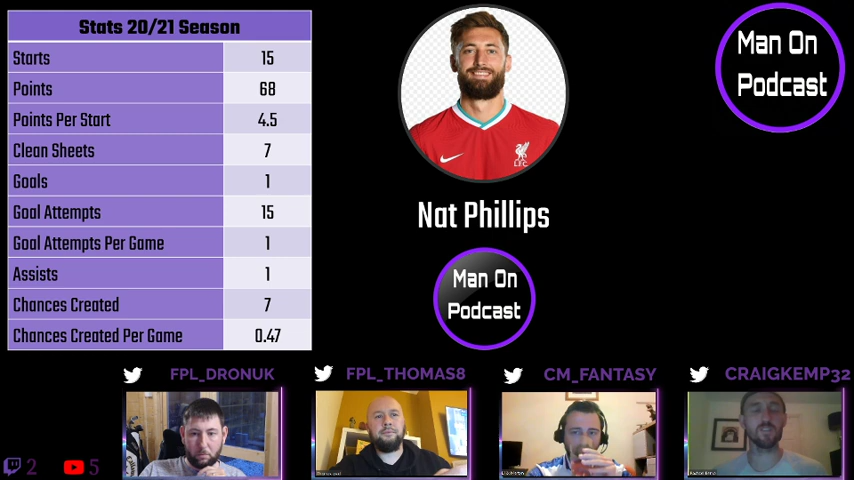 Stats 20/21 Season
Starts 15
Points 68
Points Per Start 4.5
Clean Sheets 7
Goals 1
Goal Attempts 15
Goal Attempts Per Game 1
Assists 1
Chances Created 7
Chances Created Per Game 0.47
L.F.C.
Nat Phillips
Man On
Podcast
Man On
Podcast
FPL_DRONUK
FPL_THOMAS8
CM_FANTASY
CRAIGKEMP32
2
5